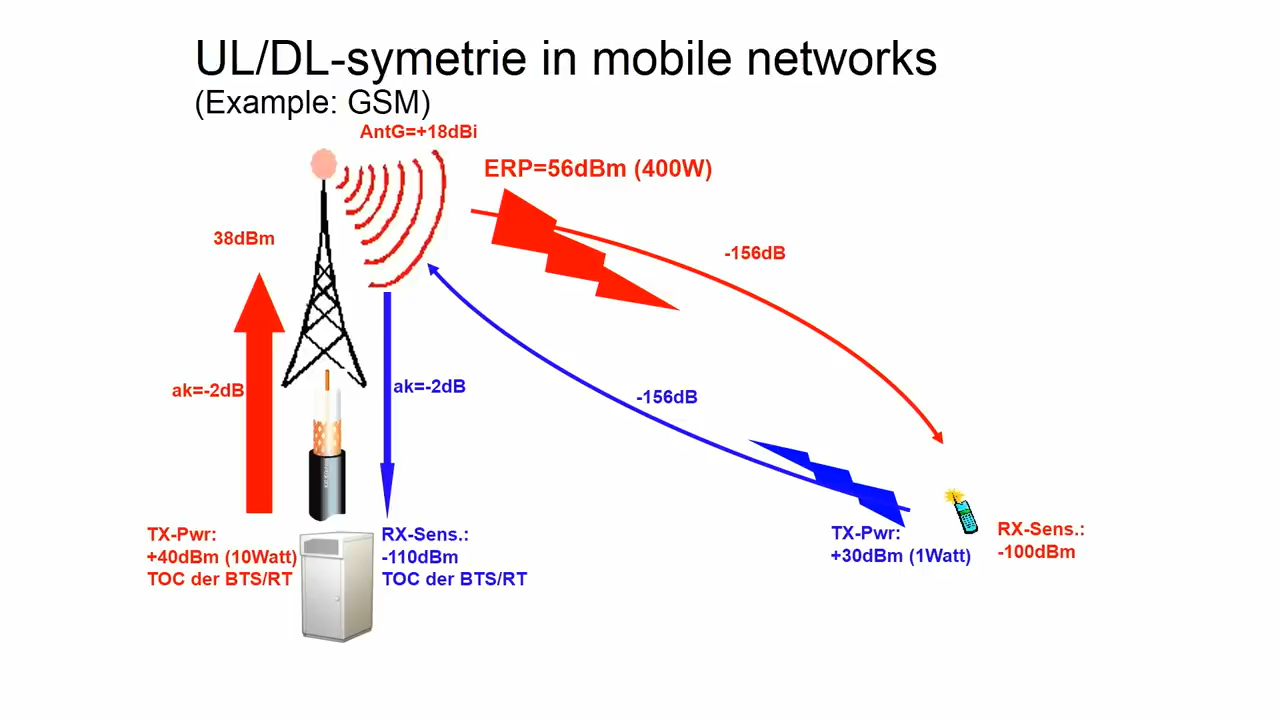 UL/DL-symetrie in mobile networks
(Example: GSM)
AntG=+18dBi
ERP=56dBm (400W)
38dBm
-156dB
ak=-2dB
ak=-2dB
-156dB
TX-Pwr:
+40dBm (10Watt)
TOC der BTS/RT
RX-Sens.:
-110dBm
TOC der BTS/RT
TX-Pwr:
+30dBm (1Watt)
RX-Sens.:
-100dBm